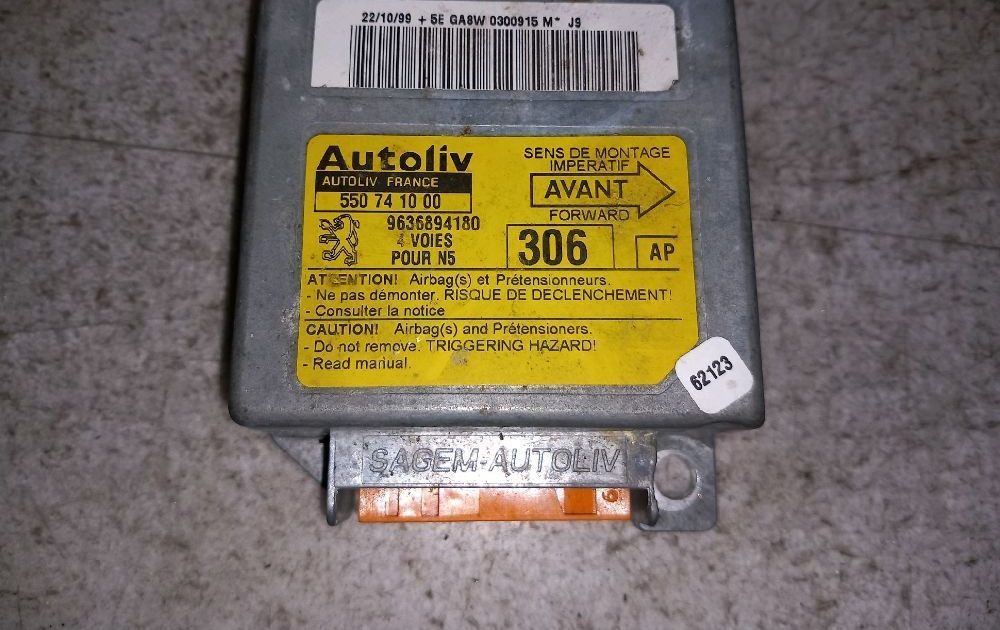 22/10/99 + 5E GA8W 0300915 M* J9
Autoliv
AUTOLIV FRANCE
550 74 10 00
9636894180
4 VOIES
POUR N5
SENS DE MONTAGE
IMPERATIF
AVANT
FORWARD
306
AP
ATTENTION! Airbag(s) et Prétensionneurs.
- Ne pas démonter. RISQUE DE DECLENCHEMENT!
- Consulter la notice
CAUTION! Airbag(s) and Prétensioners.
- Do not remove. TRIGGERING HAZARD!
- Read manual.
62123
SAGEM-AUTOLIV